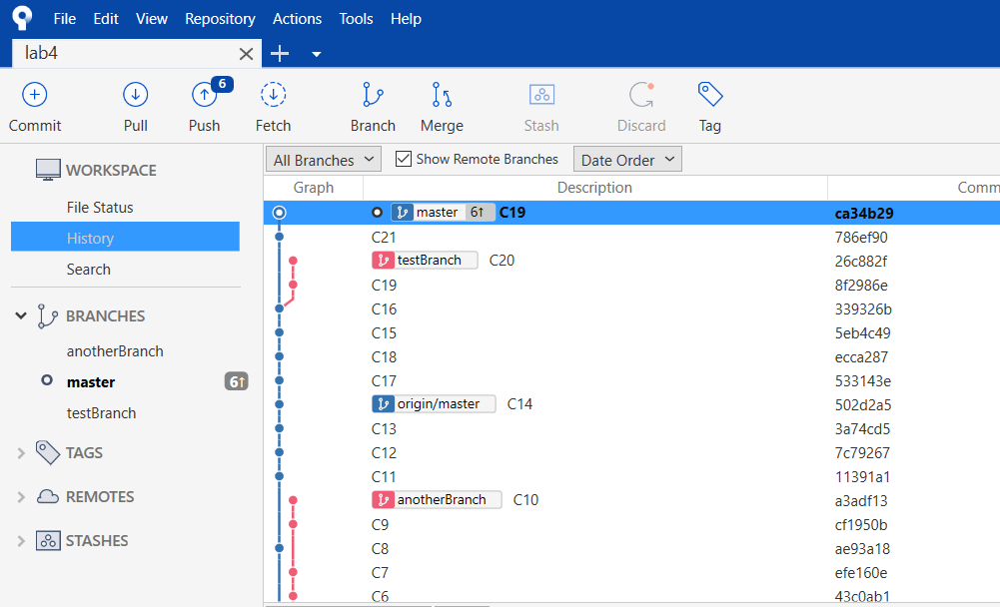 File Edit View Repository Actions Tools Help
lab4
6
Commit Pull Push Fetch Branch Merge Stash Discard Tag
WORKSPACE
File Status
History
Search
BRANCHES
anotherBranch
master 6↑
testBranch
TAGS
REMOTES
STASHES
All Branches Show Remote Branches Date Order
Graph Description Comm
master 6↑ C19 ca34b29
C21 786ef90
testBranch C20 26c882f
C19 8f2986e
C16 339326b
C15 5eb4c49
C18 ecca287
C17 533143e
origin/master C14 502d2a5
C13 3a74cd5
C12 7c79267
C11 11391a1
anotherBranch C10 a3adf13
C9 cf1950b
C8 ae93a18
C7 efe160e
C6 43c0ab1